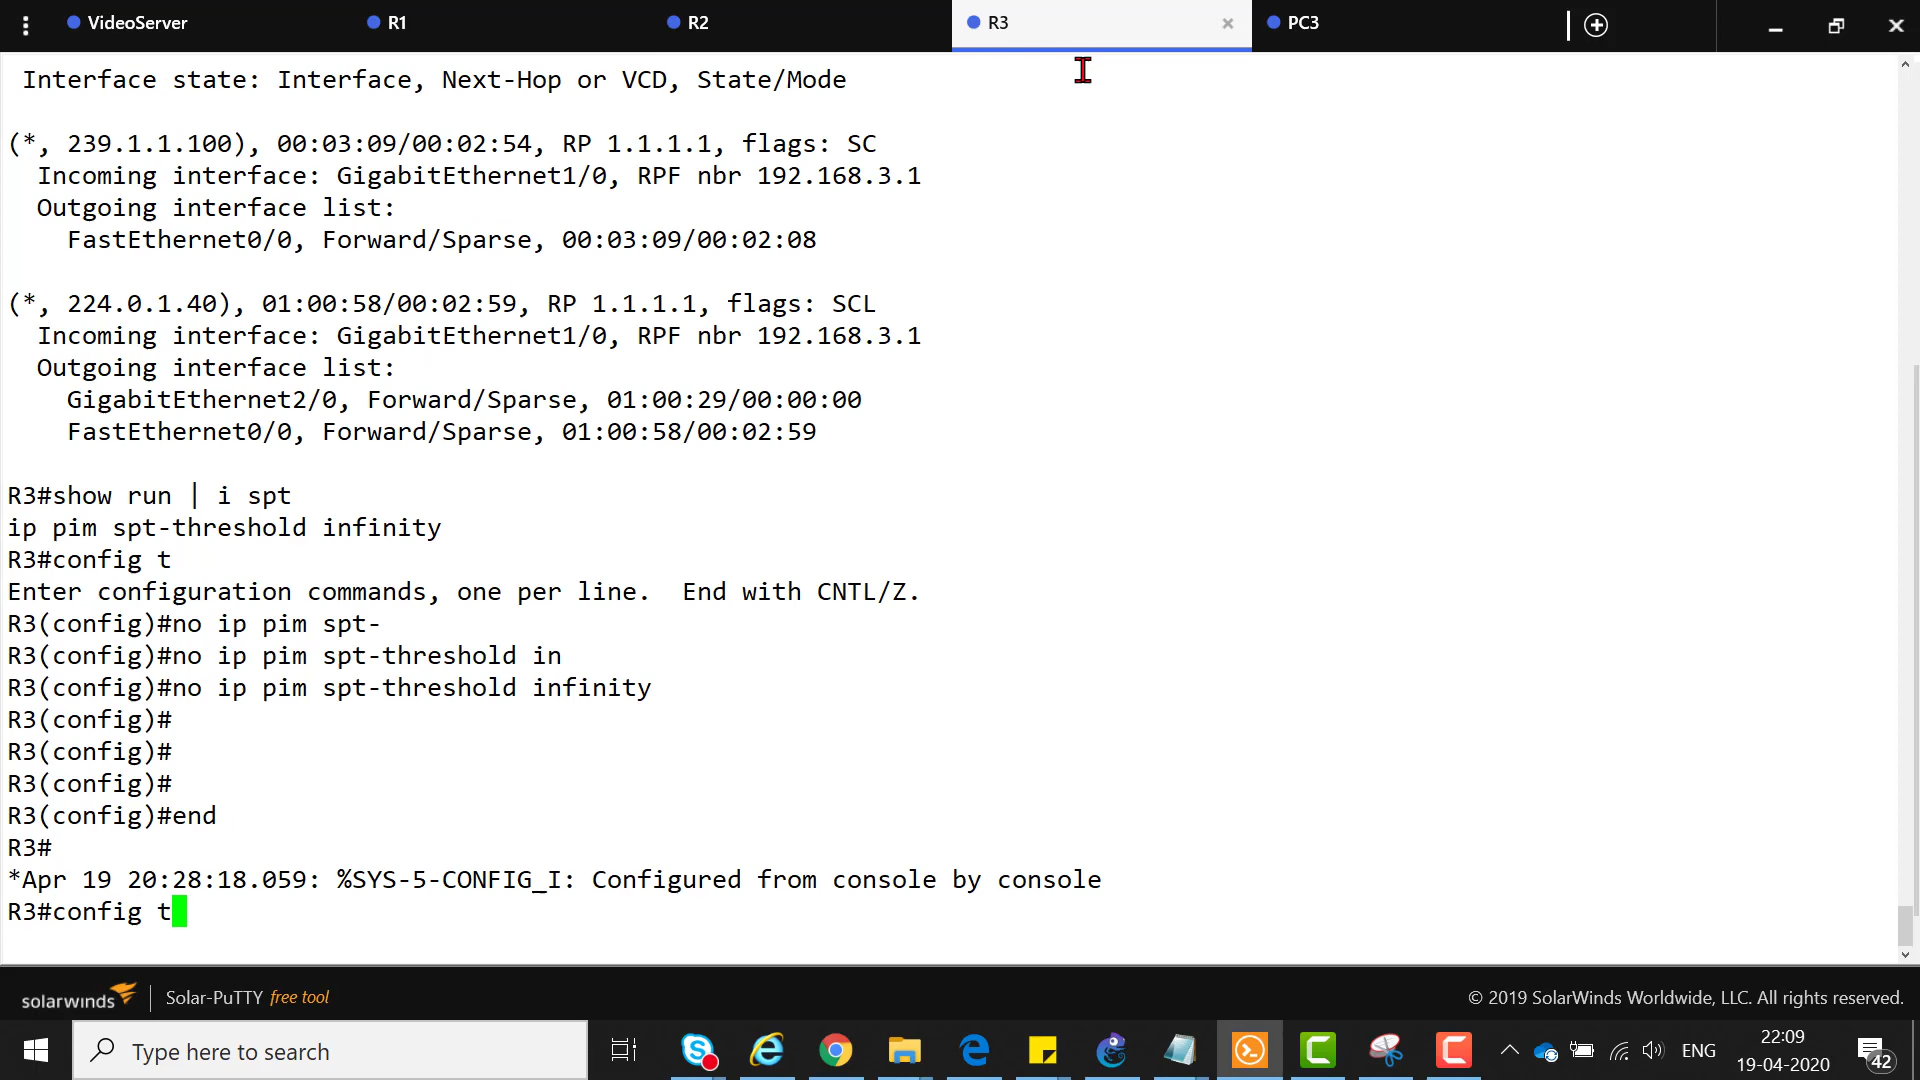 VideoServer R1 R2 R3 × PC3
Interface state: Interface, Next-Hop or VCD, State/Mode
(*, 239.1.1.100), 00:03:09/00:02:54, RP 1.1.1.1, flags: SC
Incoming interface: GigabitEthernet1/0, RPF nbr 192.168.3.1
Outgoing interface list:
FastEthernet0/0, Forward/Sparse, 00:03:09/00:02:08
(*, 224.0.1.40), 01:00:58/00:02:59, RP 1.1.1.1, flags: SCL
Incoming interface: GigabitEthernet1/0, RPF nbr 192.168.3.1
Outgoing interface list:
GigabitEthernet2/0, Forward/Sparse, 01:00:29/00:00:00
FastEthernet0/0, Forward/Sparse, 01:00:58/00:02:59
R3#show run | i spt
ip pim spt-threshold infinity
R3#config t
Enter configuration commands, one per line.  End with CNTL/Z.
R3(config)#no ip pim spt-
R3(config)#no ip pim spt-threshold in
R3(config)#no ip pim spt-threshold infinity
R3(config)#
R3(config)#
R3(config)#
R3(config)#end
R3#
*Apr 19 20:28:18.059: %SYS-5-CONFIG_I: Configured from console by console
R3#config t
solarwinds Solar-PuTTY free tool © 2019 SolarWinds Worldwide, LLC. All rights reserved.
Type here to search
ENG
22:09
19-04-2020
42